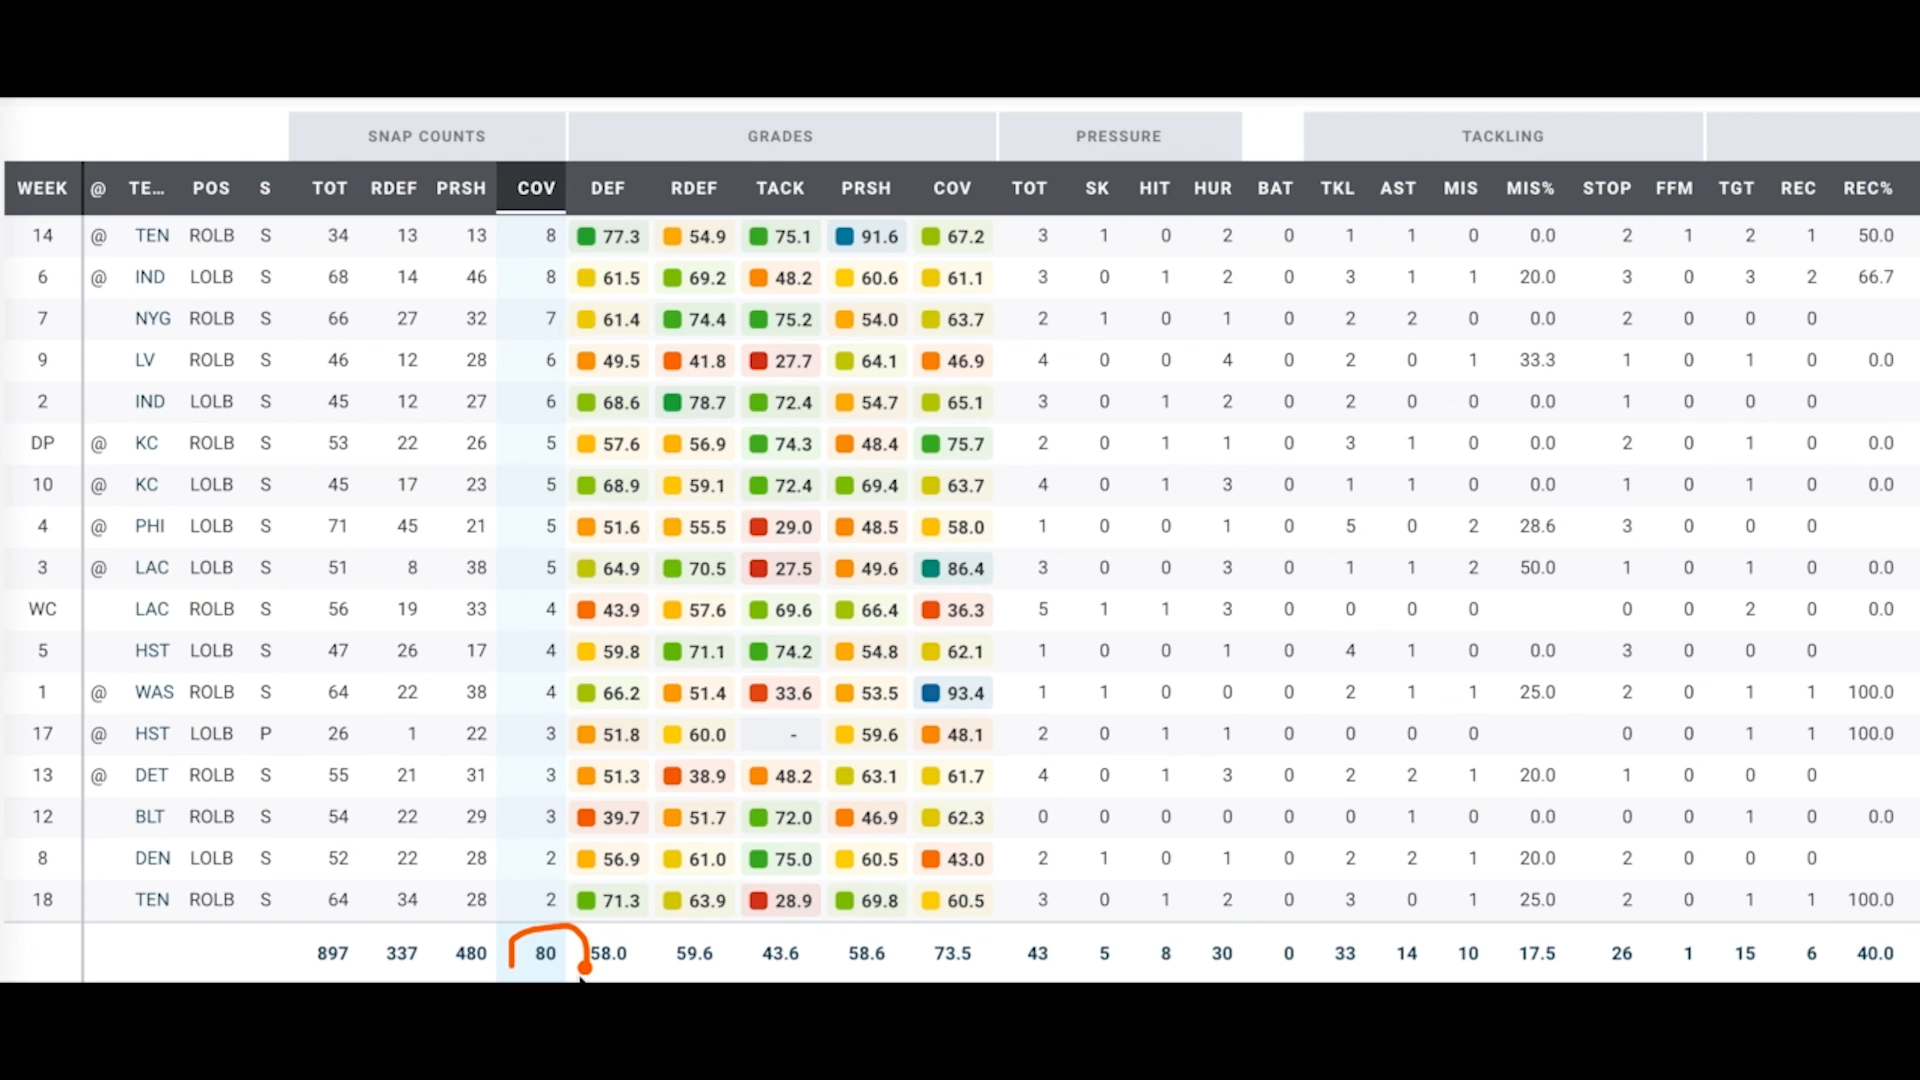 SNAP COUNTS GRADES PRESSURE TACKLING
WEEK @ TE... POS S TOT RDEF PRSH COV DEF RDEF TACK PRSH COV TOT SK HIT HUR BAT TKL AST MIS MIS% STOP FFM TGT REC REC%
14 @ TEN ROLB S 34 13 13 8 77.3 54.9 75.1 91.6 67.2 3 1 0 2 0 1 1 0 0.0 2 1 2 1 50.0
6 @ IND LOLB S 68 14 46 8 61.5 69.2 48.2 60.6 61.1 3 0 1 2 0 3 1 1 20.0 3 0 3 2 66.7
7 NYG ROLB S 66 27 32 7 61.4 74.4 75.2 54.0 63.7 2 1 0 1 0 2 2 0 0.0 2 0 0 0
9 LV ROLB S 46 12 28 6 49.5 41.8 27.7 64.1 46.9 4 0 0 4 0 2 0 1 33.3 1 0 1 0 0.0
2 IND LOLB S 45 12 27 6 68.6 78.7 72.4 54.7 65.1 3 0 1 2 0 2 0 0 0.0 1 0 0 0
DP @ KC ROLB S 53 22 26 5 57.6 56.9 74.3 48.4 75.7 2 0 1 1 0 3 1 0 0.0 2 0 1 0 0.0
10 @ KC LOLB S 45 17 23 5 68.9 59.1 72.4 69.4 63.7 4 0 1 3 0 1 1 0 0.0 1 0 1 0 0.0
4 @ PHI LOLB S 71 45 21 5 51.6 55.5 29.0 48.5 58.0 1 0 0 1 0 5 0 2 28.6 3 0 0 0
3 @ LAC LOLB S 51 8 38 5 64.9 70.5 27.5 49.6 86.4 3 0 0 3 0 1 1 2 50.0 1 0 1 0 0.0
WC LAC ROLB S 56 19 33 4 43.9 57.6 69.6 66.4 36.3 5 1 1 3 0 0 0 0 0 0 2 0 0.0
5 HST LOLB S 47 26 17 4 59.8 71.1 74.2 54.8 62.1 1 0 0 1 0 4 1 0 0.0 3 0 0 0
1 @ WAS ROLB S 64 22 38 4 66.2 51.4 33.6 53.5 93.4 1 1 0 0 0 2 1 1 25.0 2 0 1 1 100.0
17 @ HST LOLB P 26 1 22 3 51.8 60.0 - 59.6 48.1 2 0 1 1 0 0 0 0 0 0 1 1 100.0
13 @ DET ROLB S 55 21 31 3 51.3 38.9 48.2 63.1 61.7 4 0 1 3 0 2 2 1 20.0 1 0 0 0
12 BLT ROLB S 54 22 29 3 39.7 51.7 72.0 46.9 62.3 0 0 0 0 0 0 1 0 0.0 0 0 1 0 0.0
8 DEN LOLB S 52 22 28 2 56.9 61.0 75.0 60.5 43.0 2 1 0 1 0 2 2 1 20.0 2 0 0 0
18 TEN ROLB S 64 34 28 2 71.3 63.9 28.9 69.8 60.5 3 0 1 2 0 3 0 1 25.0 2 0 1 1 100.0
897 337 480 80 58.0 59.6 43.6 58.6 73.5 43 5 8 30 0 33 14 10 17.5 26 1 15 6 40.0